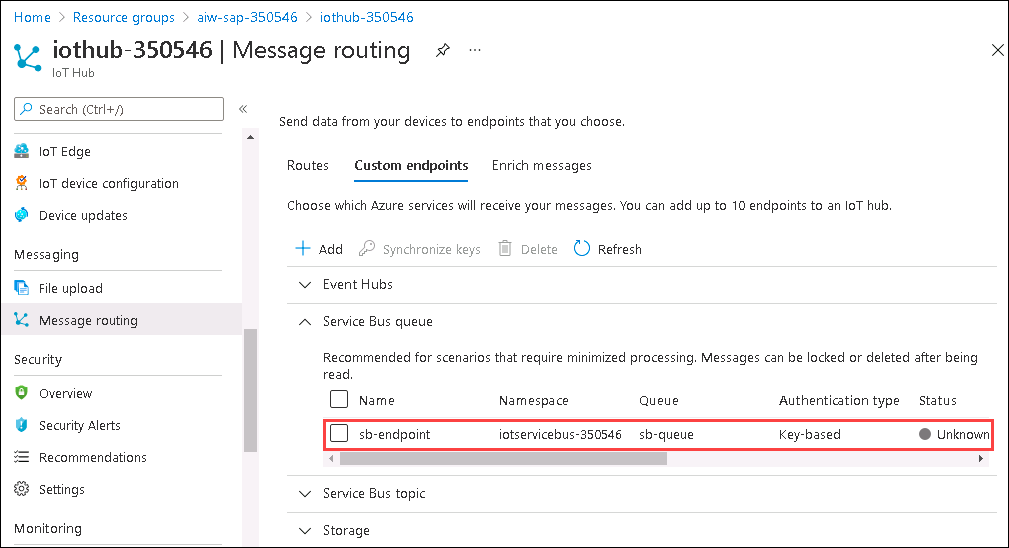 Home > Resource groups > aiw-sap-350546 > iothub-350546
iothub-350546 | Message routing ...
IoT Hub
Search (Ctrl+/)
IoT Edge
IoT device configuration
Device updates
Messaging
File upload
Message routing
Security
Overview
Security Alerts
Recommendations
Settings
Monitoring
Send data from your devices to endpoints that you choose.
Routes Custom endpoints Enrich messages
Choose which Azure services will receive your messages. You can add up to 10 endpoints to an IoT hub.
Add Synchronize keys Delete Refresh
Event Hubs
Service Bus queue
Recommended for scenarios that require minimized processing. Messages can be locked or deleted after being
read.
Name Namespace Queue Authentication type Status
sb-endpoint iotservicebus-350546 sb-queue Key-based Unknown
Service Bus topic
Storage